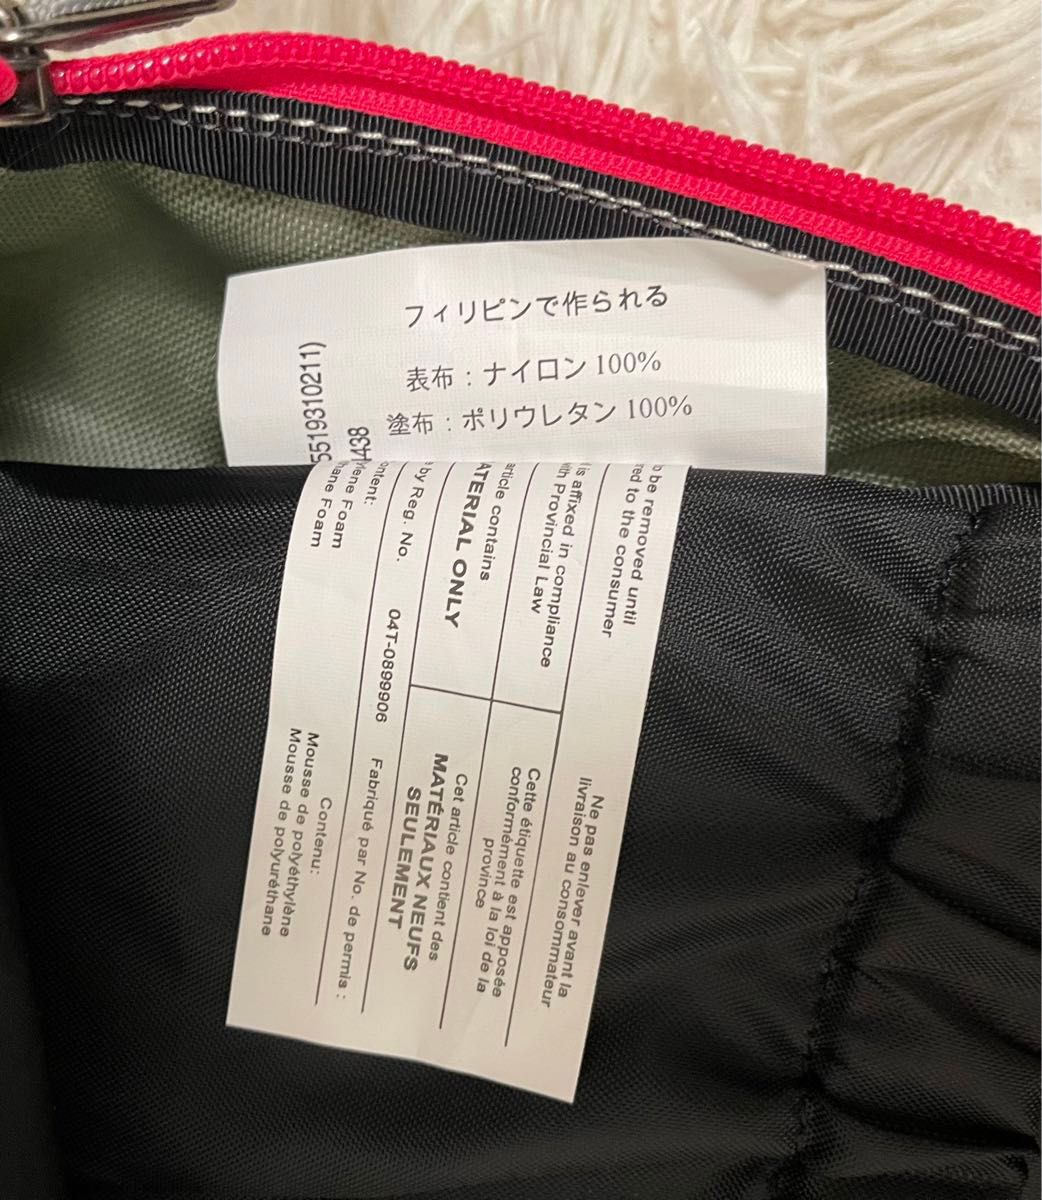 フィリピンで作られる
表布：ナイロン 100%
塗布：ポリウレタン 100%
5519310211)
1438
be removed until
to the consumer
Ne pas enlever avant la
livraison au consommateur
is affixed in compliance
Provincial Law
Cette étiquette est apposée
conformément à la loi de la
province
article contains
MATERIAL ONLY
Cet article contient des
MATÉRIAUX NEUFS
SEULEMENT
by Reg. No. 04T-0899906 Fabriqué par No. de permis :
Content:
Foam
Foam
Contenu:
Mousse de polyéthylène
Mousse de polyuréthane